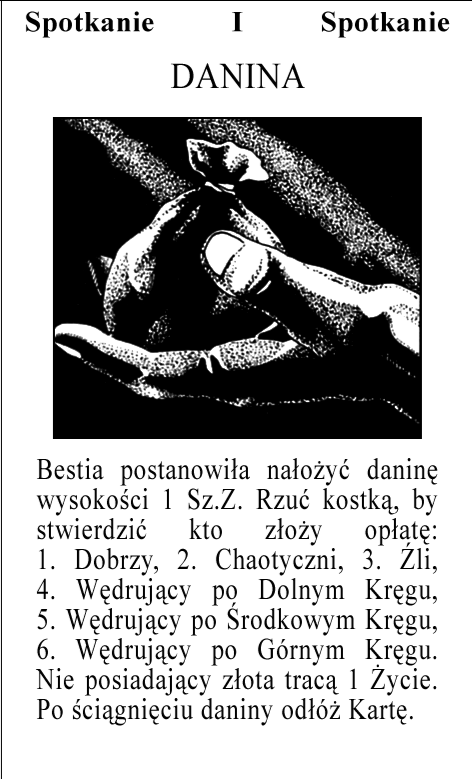 Spotkanie I Spotkanie
DANINA
Bestia postanowiła nałożyć daninę
wysokości 1 Sz.Z. Rzuć kostką, by
stwierdzić kto złoży opłatę:
1. Dobrzy, 2. Chaotyczni, 3. Źli,
4. Wędrujący po Dolnym Kręgu,
5. Wędrujący po Środkowym Kręgu,
6. Wędrujący po Górnym Kręgu.
Nie posiadający złota tracą 1 Życie.
Po ściągnięciu daniny odłóż Kartę.